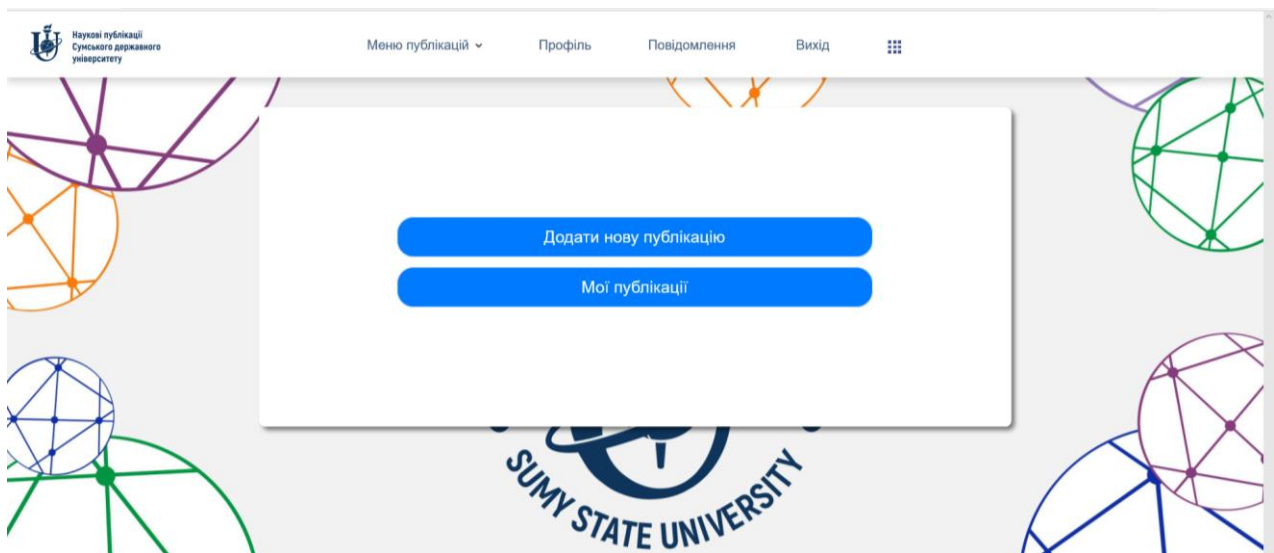 Наукові публікації
Сумського державного
університету
Меню публікацій
Профіль
Повідомлення
Вихід
Додати нову публікацію
Мої публікації
SUMY STATE UNIVERSITY